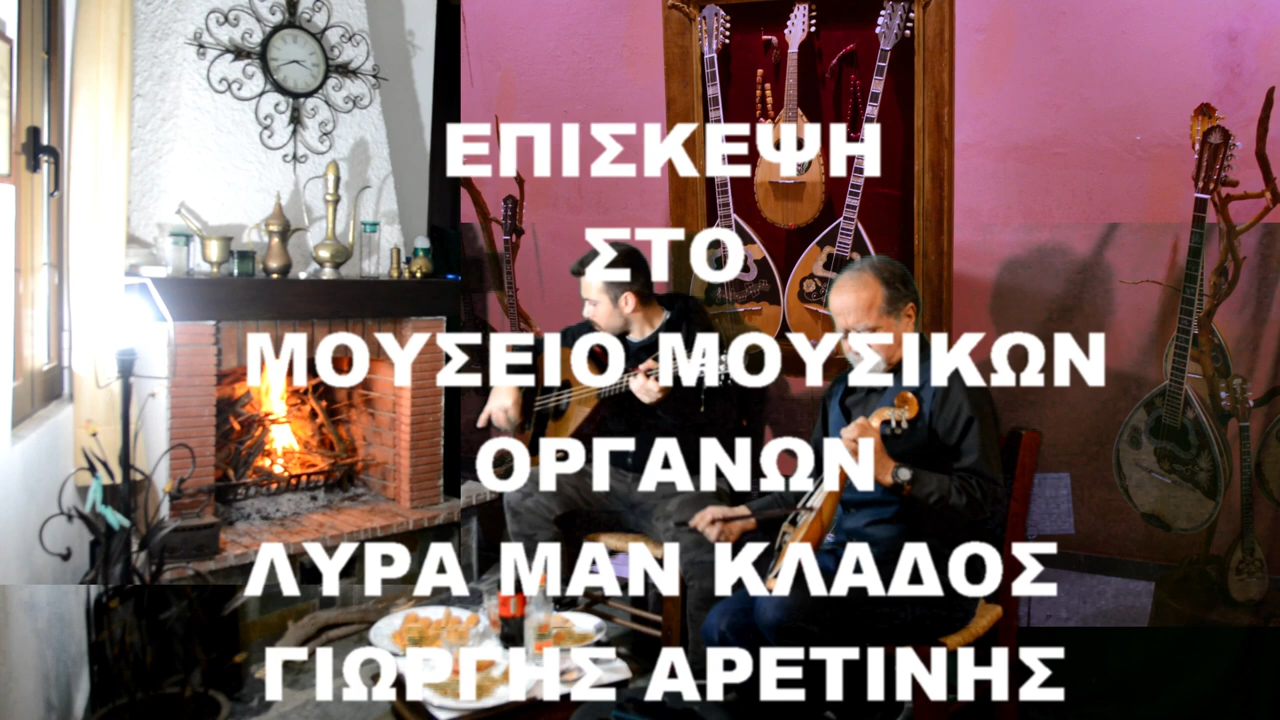 ΕΠΙΣΚΕΨΗ
ΣΤΟ
ΜΟΥΣΕΙΟ ΜΟΥΣΙΚΩΝ
ΟΡΓΑΝΩΝ
ΛΥΡΑ ΜΑΝ ΚΛΑΔΟΣ
ΓΙΩΡΓΗΣ ΑΡΕΤΙΝΗΣ